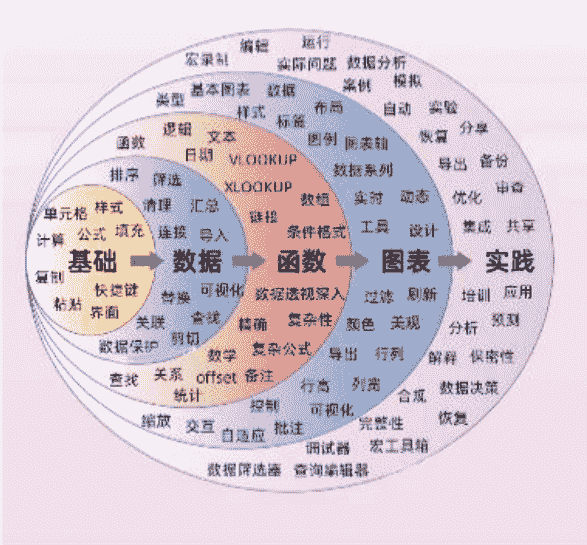 运行
编辑
宏录制
实际问题 数据分析
案例 模拟
基本图表 数据
类型
样式 布局
自动 实验
标签
逻辑 文本
图例 图表轴
恢复 分享
函数
日期 VLOOKUP
数据系列
导出 备份
排序 筛选
XLOOKUP
审查
数组
实时 动态
优化
单元格 样式
清理 汇总
链接
计算 公式 填充
连接 导入
条件格式
工具 设计
集成 共享
基础 数据 函数 图表 实践
复制
快捷键
替换 可视化
数据透视深入
过滤 刷新
培训 应用
粘贴 界面
关联 查找
精确 复杂性
颜色 美观
分析 预测
数据保护 剪切
数学 复杂公式
导出 行列
解释 保密性
查找 关系 offset 备注
行高 列宽
数据决策
统计
控制
可视化
合规
缩放 交互 自适应 批注
完整性
恢复
调试器 宏工具箱
数据筛选器 查询编辑器